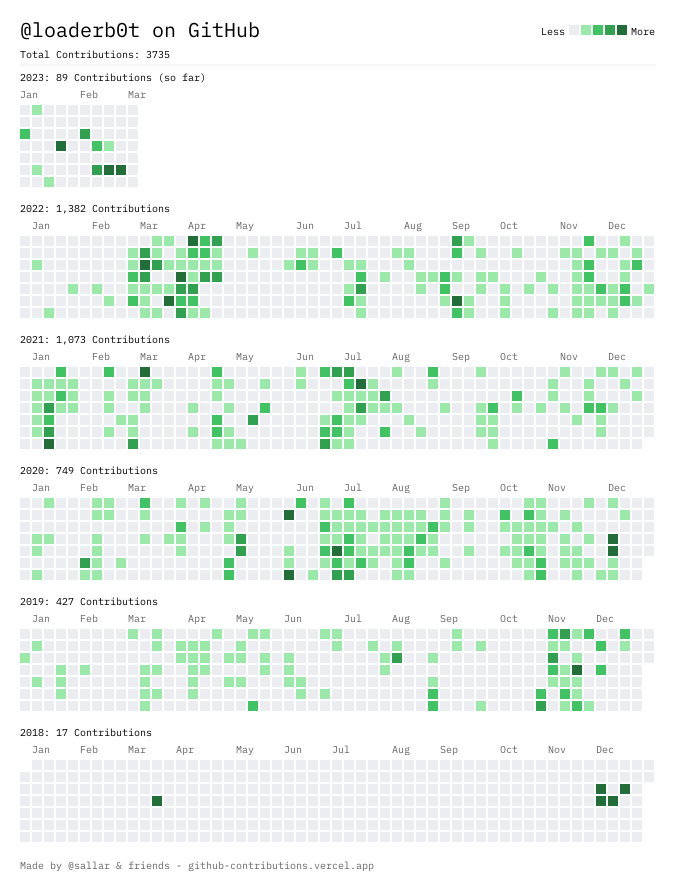 @loaderb0t on GitHub
Less More
Total Contributions: 3735
2023: 89 Contributions (so far)
Jan Feb Mar
2022: 1,382 Contributions
Jan Feb Mar Apr May Jun Jul Aug Sep Oct Nov Dec
2021: 1,073 Contributions
Jan Feb Mar Apr May Jun Jul Aug Sep Oct Nov Dec
2020: 749 Contributions
Jan Feb Mar Apr May Jun Jul Aug Sep Oct Nov Dec
2019: 427 Contributions
Jan Feb Mar Apr May Jun Jul Aug Sep Oct Nov Dec
2018: 17 Contributions
Jan Feb Mar Apr May Jun Jul Aug Sep Oct Nov Dec
Made by @sallar & friends - github-contributions.vercel.app